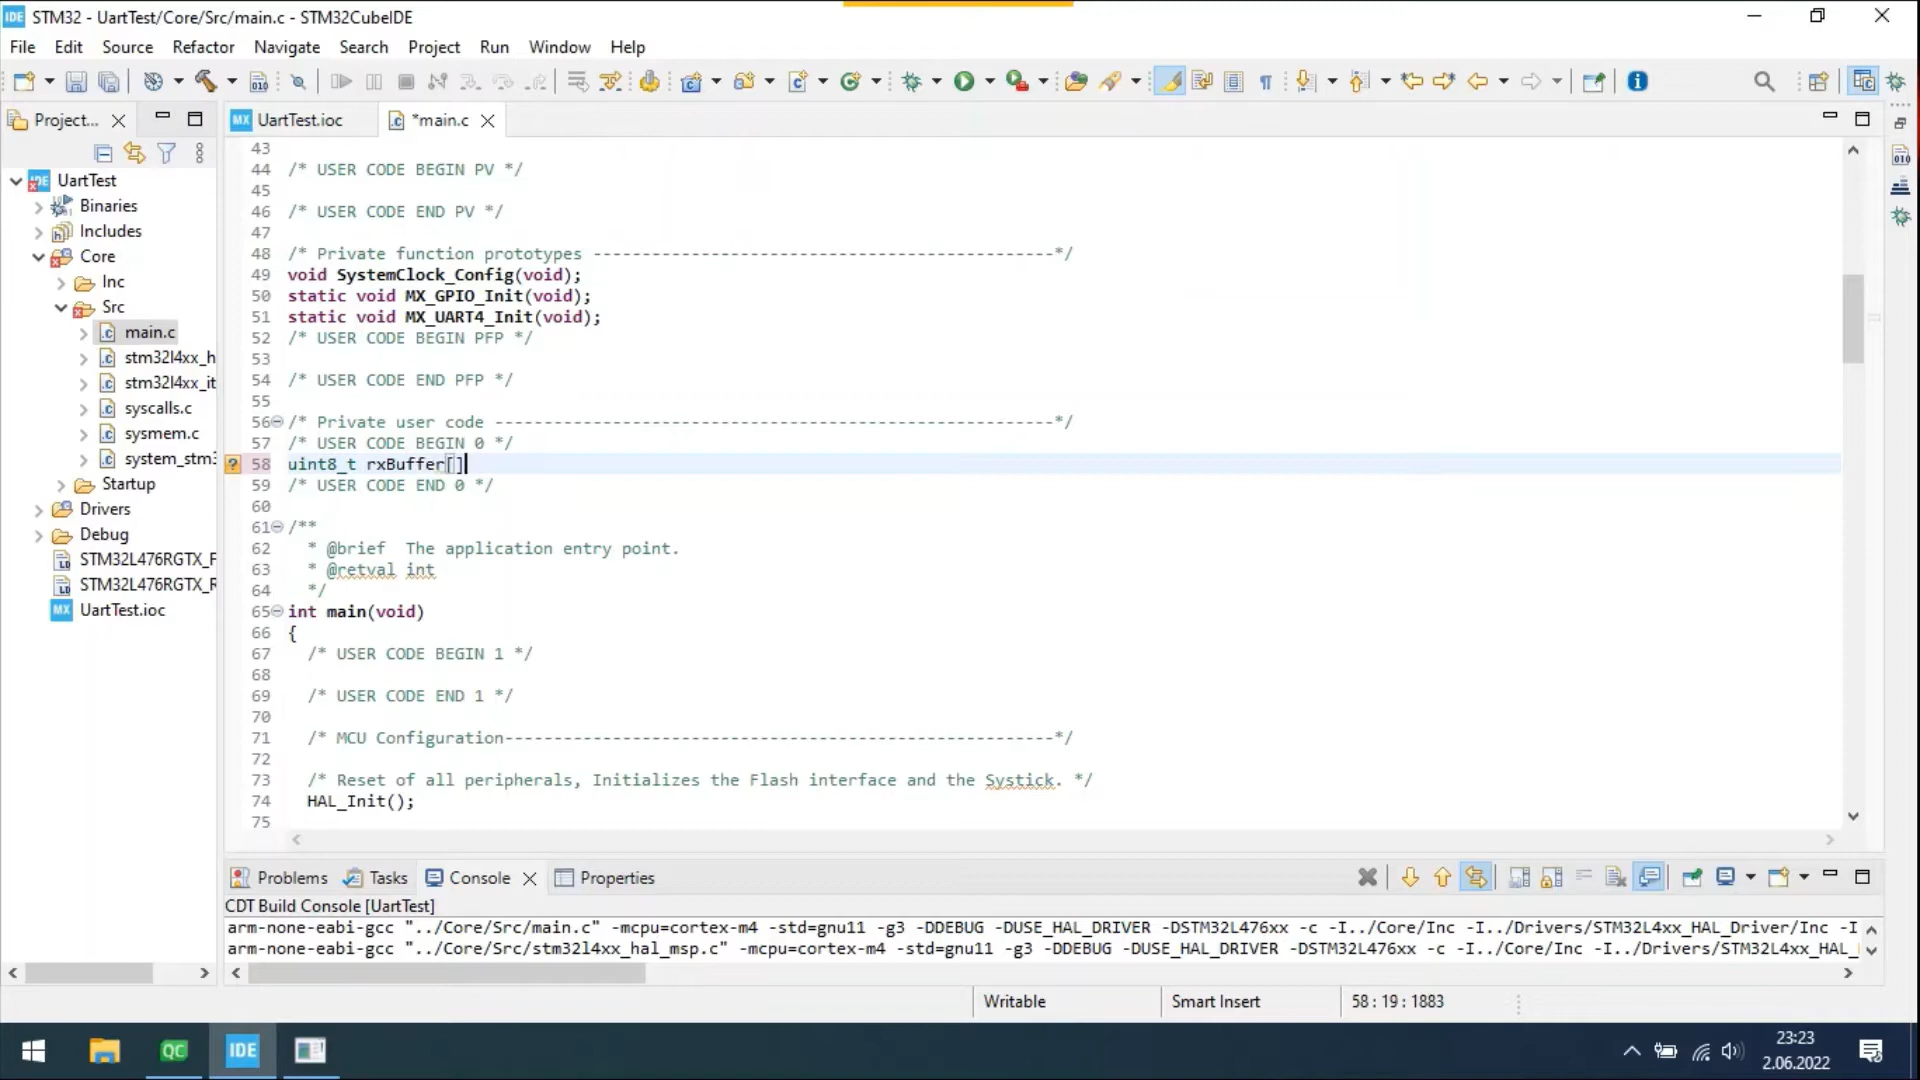 IDE STM32 - UartTest/Core/Src/main.c - STM32CubeIDE
File Edit Source Refactor Navigate Search Project Run Window Help
Project...
MX UartTest.ioc
*main.c
IDE UartTest
Binaries
Includes
Core
Inc
Src
main.c
stm32l4xx_h
stm32l4xx_it
syscalls.c
sysmem.c
system_stm3
Startup
Drivers
Debug
STM32L476RGTX_F
STM32L476RGTX_R
MX UartTest.ioc
43
44 /* USER CODE BEGIN PV */
45
46 /* USER CODE END PV */
47
48 /* Private function prototypes -----------------------------------------------*/
49 void SystemClock_Config(void);
50 static void MX_GPIO_Init(void);
51 static void MX_UART4_Init(void);
52 /* USER CODE BEGIN PFP */
53
54 /* USER CODE END PFP */
55
56 /* Private user code ---------------------------------------------------------*/
57 /* USER CODE BEGIN 0 */
58 uint8_t rxBuffer[]
59 /* USER CODE END 0 */
60
61 /**
62 * @brief The application entry point.
63 * @retval int
64 */
65 int main(void)
66 {
67 /* USER CODE BEGIN 1 */
68
69 /* USER CODE END 1 */
70
71 /* MCU Configuration--------------------------------------------------------*/
72
73 /* Reset of all peripherals, Initializes the Flash interface and the Systick. */
74 HAL_Init();
75
Problems Tasks Console Properties
CDT Build Console [UartTest]
arm-none-eabi-gcc "../Core/Src/main.c" -mcpu=cortex-m4 -std=gnu11 -g3 -DDEBUG -DUSE_HAL_DRIVER -DSTM32L476xx -c -I../Core/Inc -I../Drivers/STM32L4xx_HAL_Driver/Inc -I
arm-none-eabi-gcc "../Core/Src/stm32l4xx_hal_msp.c" -mcpu=cortex-m4 -std=gnu11 -g3 -DDEBUG -DUSE_HAL_DRIVER -DSTM32L476xx -c -I../Core/Inc -I../Drivers/STM32L4xx_HAL_
Writable Smart Insert 58 : 19 : 1883
QC
IDE
23:23
2.06.2022